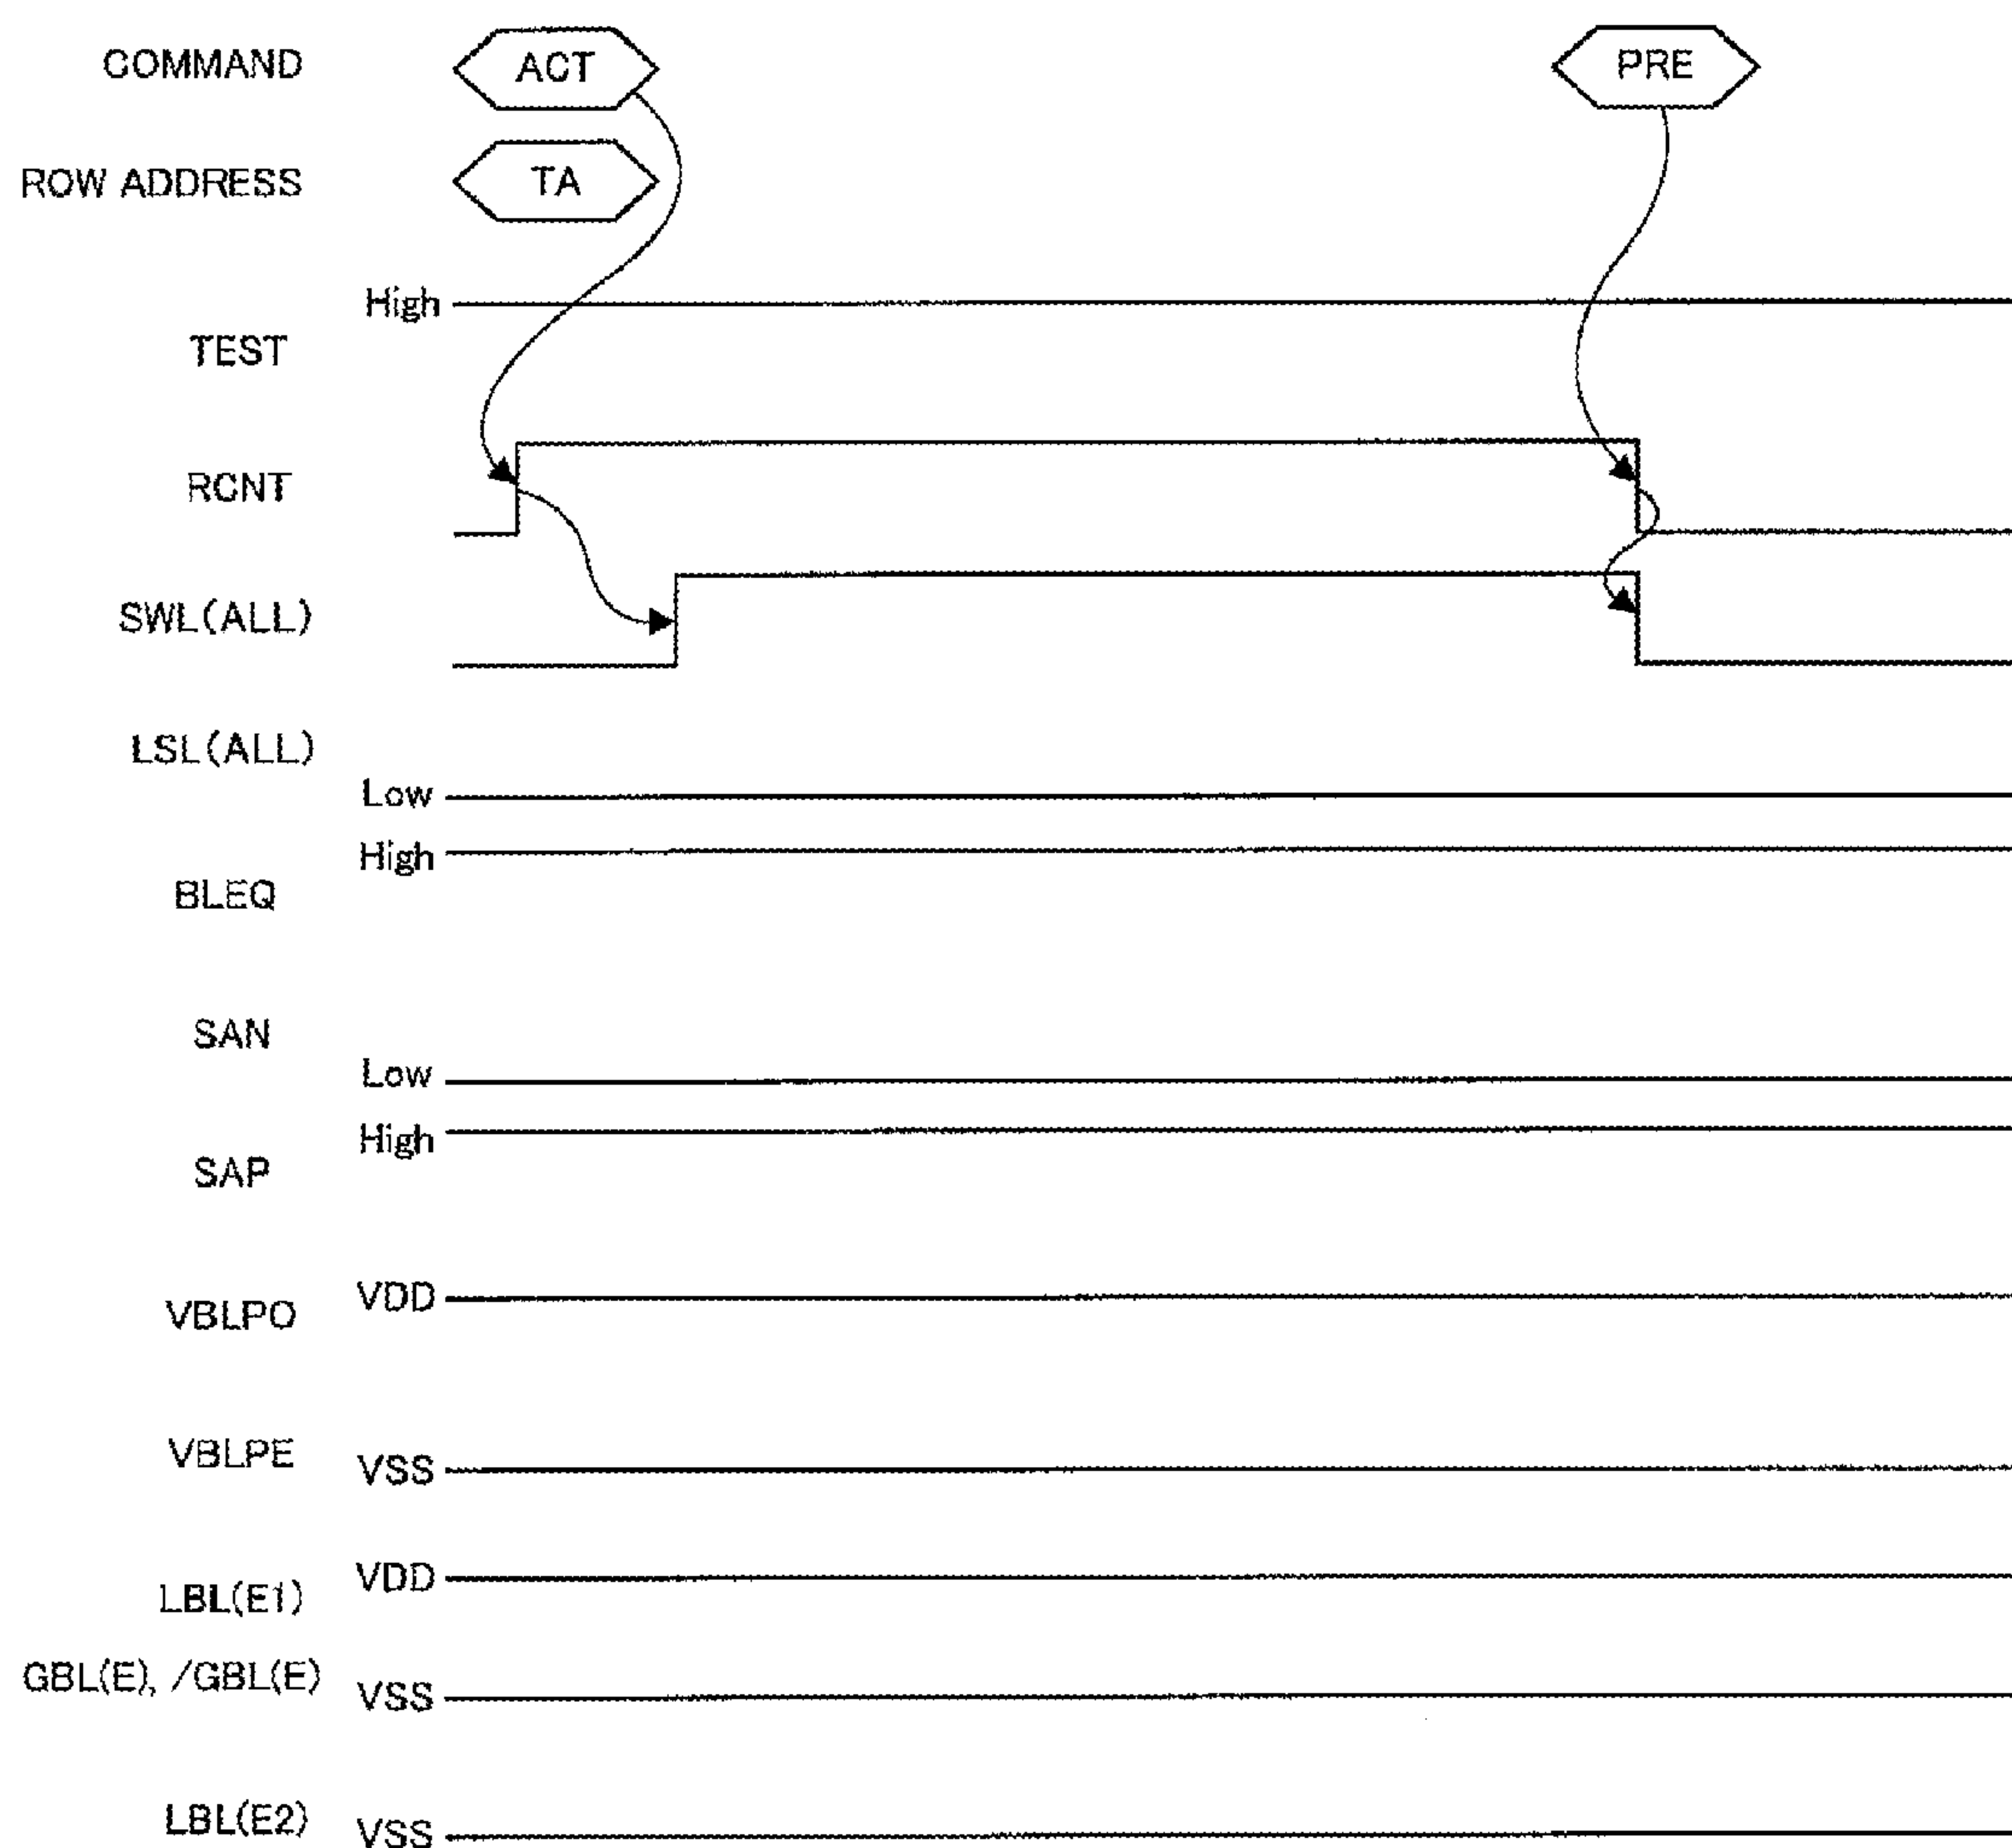 COMMAND ACT PRE
ROW ADDRESS TA
High
TEST
RCNT
SWL(ALL)
LSL(ALL)
Low
High
BLEQ
SAN
Low
High
SAP
VBLPO VDD
VBLPE VSS
LBL(E1) VDD
GBL(E), /GBL(E) VSS
LBL(E2) VSS